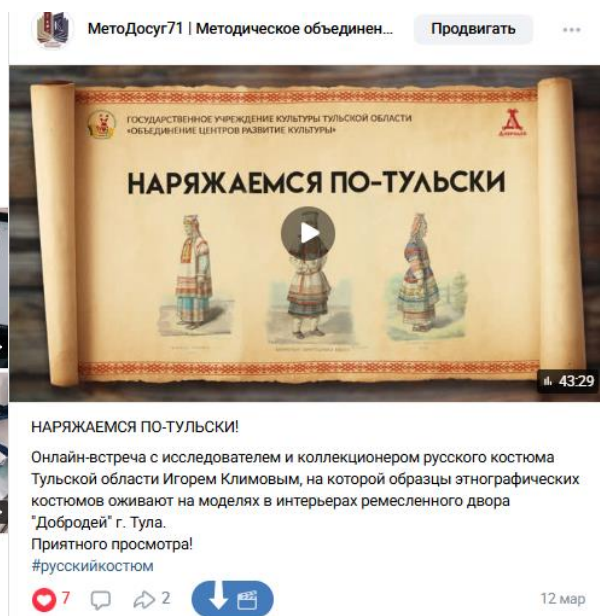 МетоДосуг71 | Методическое объединен...
Продвигать
ГОСУДАРСТВЕННОЕ УЧРЕЖДЕНИЕ КУЛЬТУРЫ ТУЛЬСКОЙ ОБЛАСТИ
«ОБЪЕДИНЕНИЕ ЦЕНТРОВ РАЗВИТИЕ КУЛЬТУРЫ»
ДОБРОДЕЙ
НАРЯЖАЕМСЯ ПО-ТУЛЬСКИ
43:29
НАРЯЖАЕМСЯ ПО-ТУЛЬСКИ!
Онлайн-встреча с исследователем и коллекционером русского костюма
Тульской области Игорем Климовым, на которой образцы этнографических
костюмов оживают на моделях в интерьерах ремесленного двора
"Добродей" г. Тула.
Приятного просмотра!
#русскийкостюм
7
2
12 мар